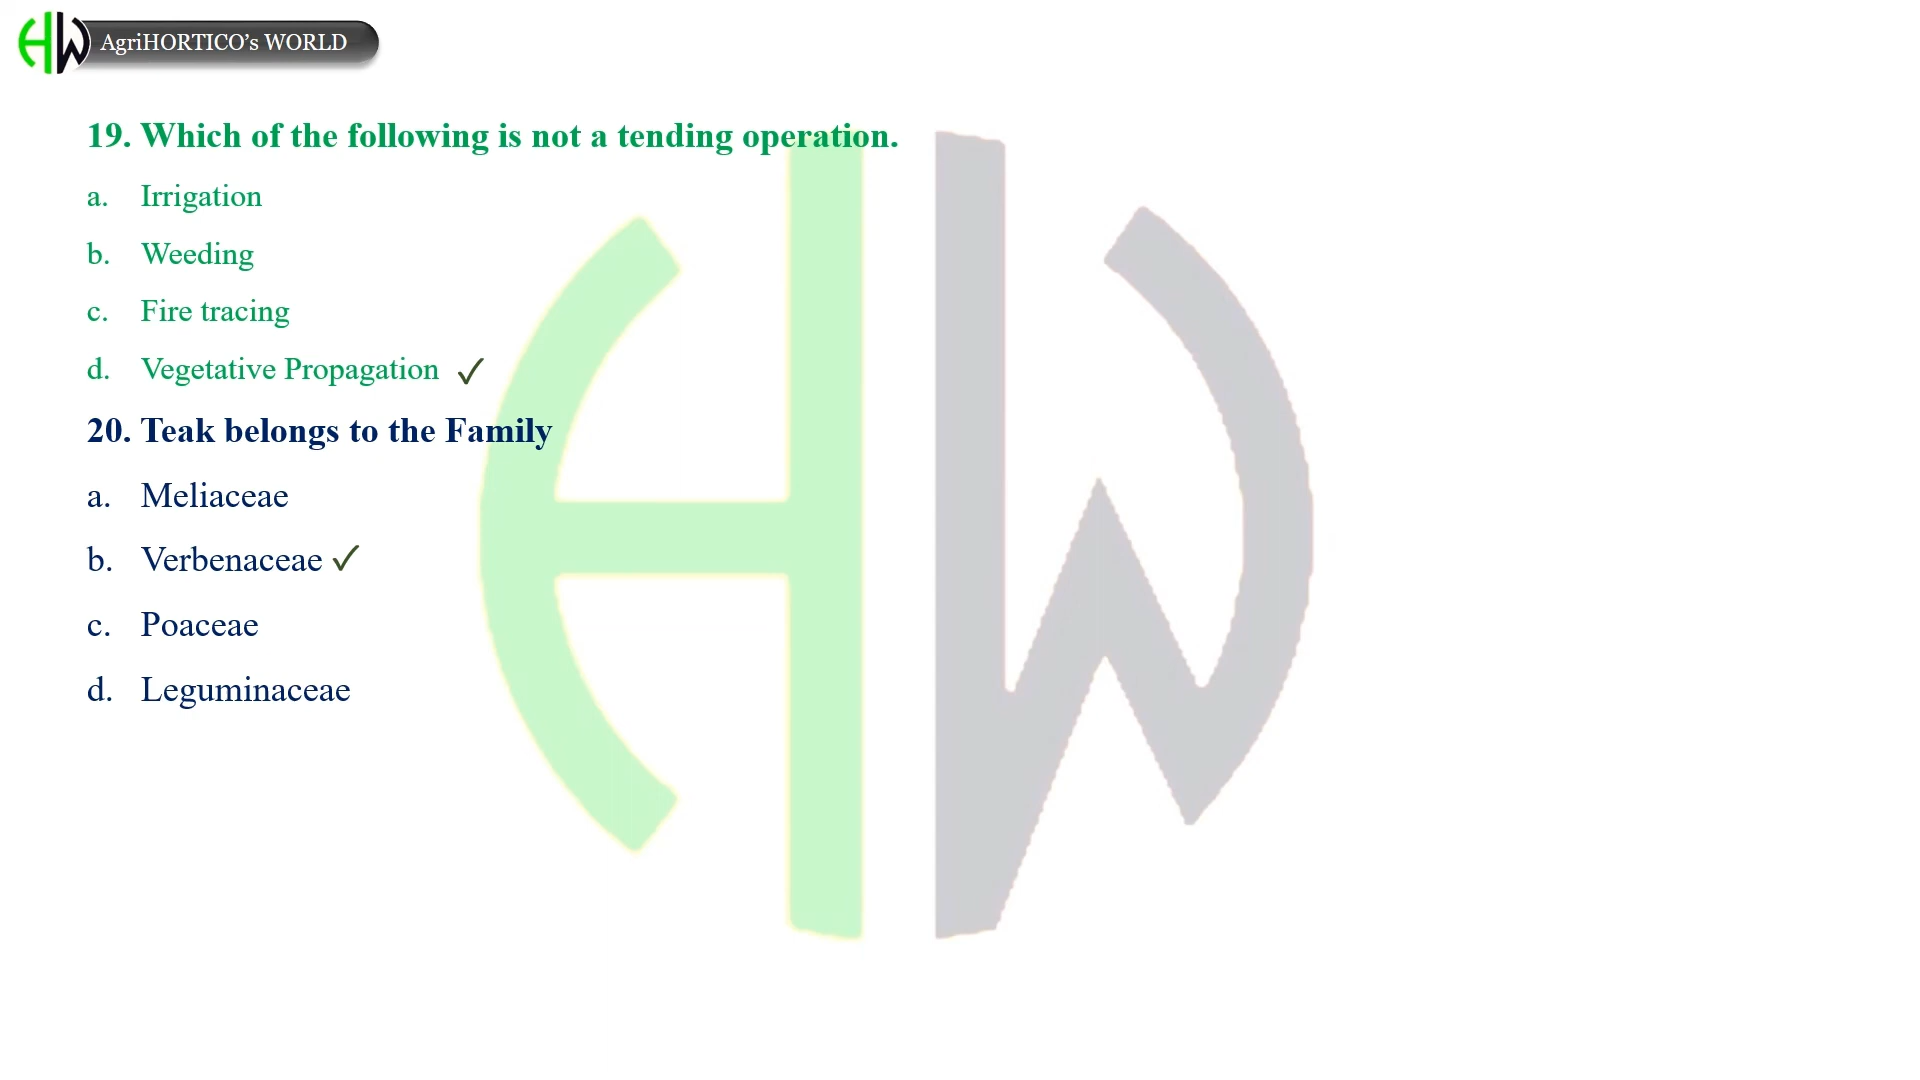 AgriHORTICO's WORLD
19. Which of the following is not a tending operation.
a. Irrigation
b. Weeding
c. Fire tracing
d. Vegetative Propagation ✓
20. Teak belongs to the Family
a. Meliaceae
b. Verbenaceae ✓
c. Poaceae
d. Leguminaceae